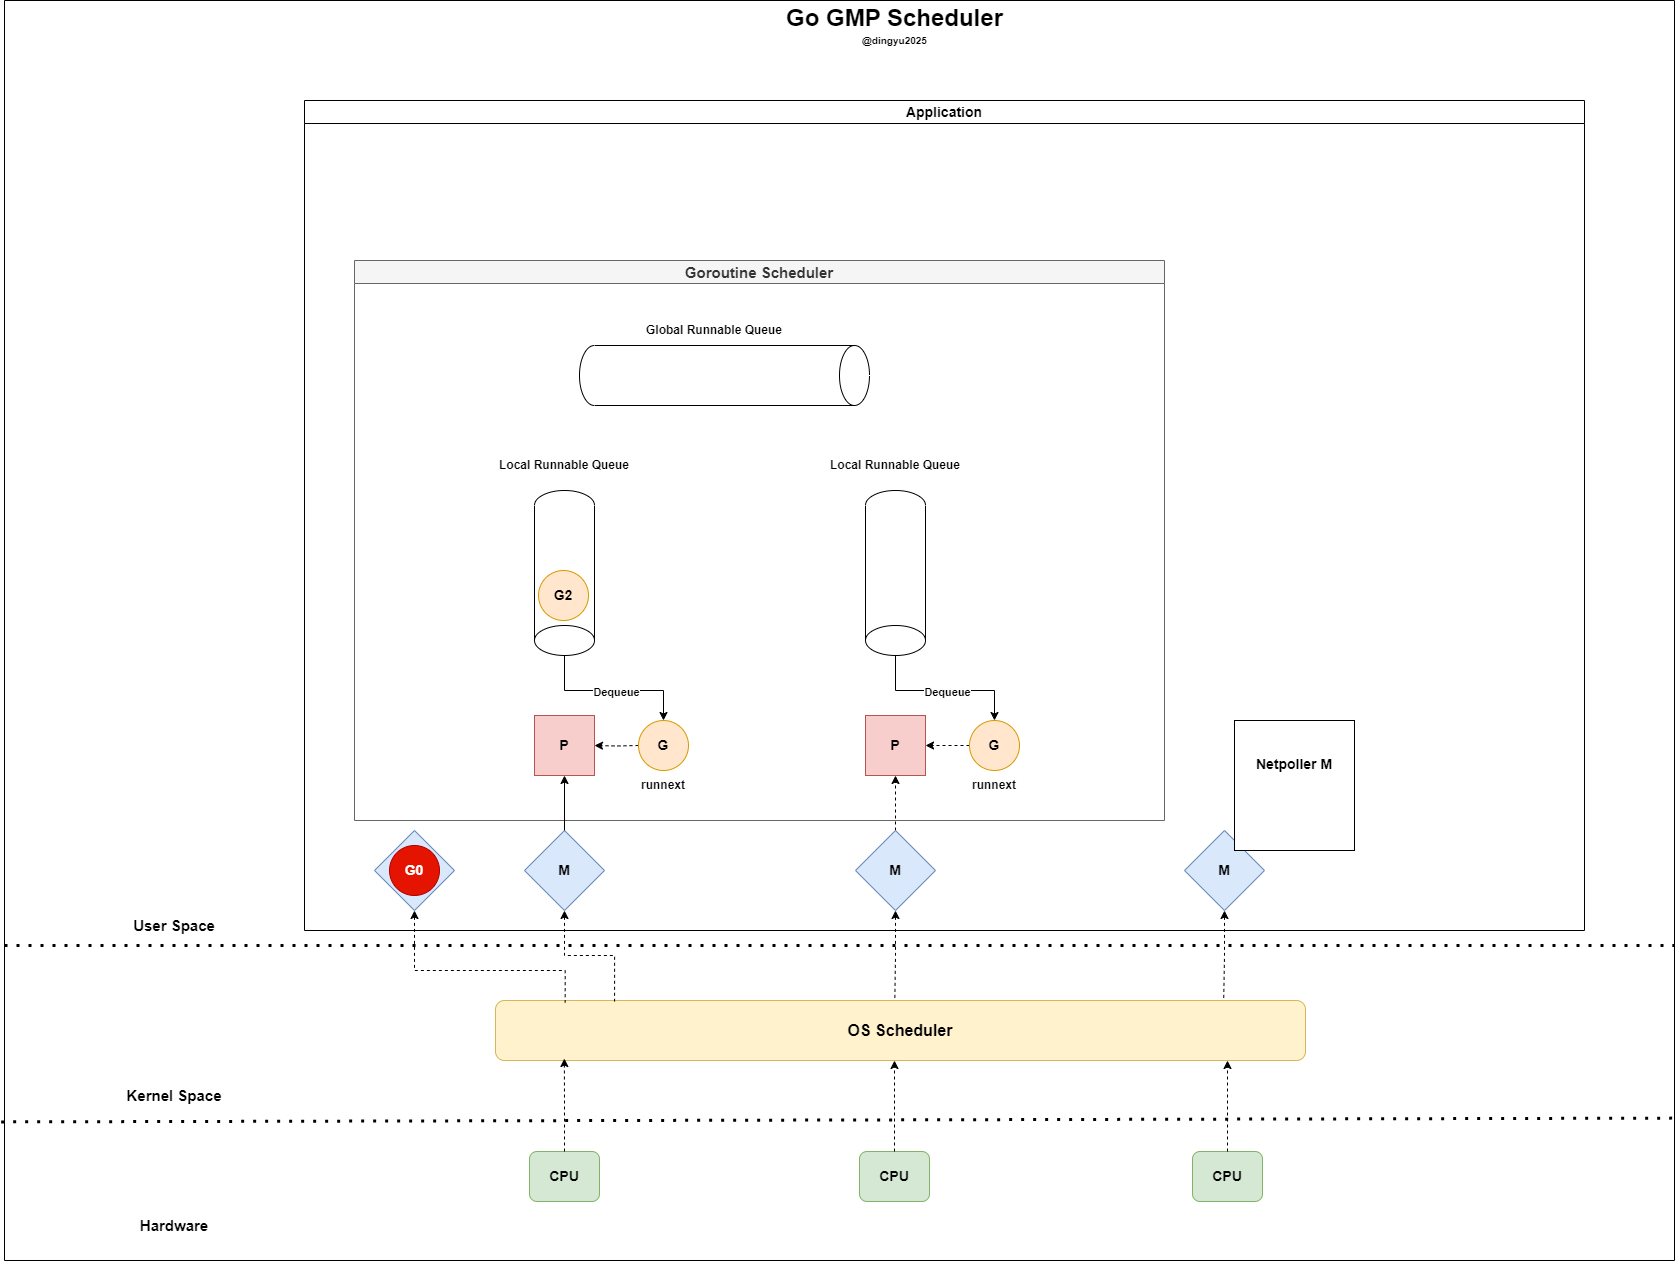 Go GMP Scheduler
@dingyu2025
Application
Goroutine Scheduler
Global Runnable Queue
Local Runnable Queue
Local Runnable Queue
G2
Dequeue
Dequeue
P
G
P
G
runnext
runnext
Netpoller M
G0
M
M
M
User Space
OS Scheduler
Kernel Space
CPU
CPU
CPU
Hardware